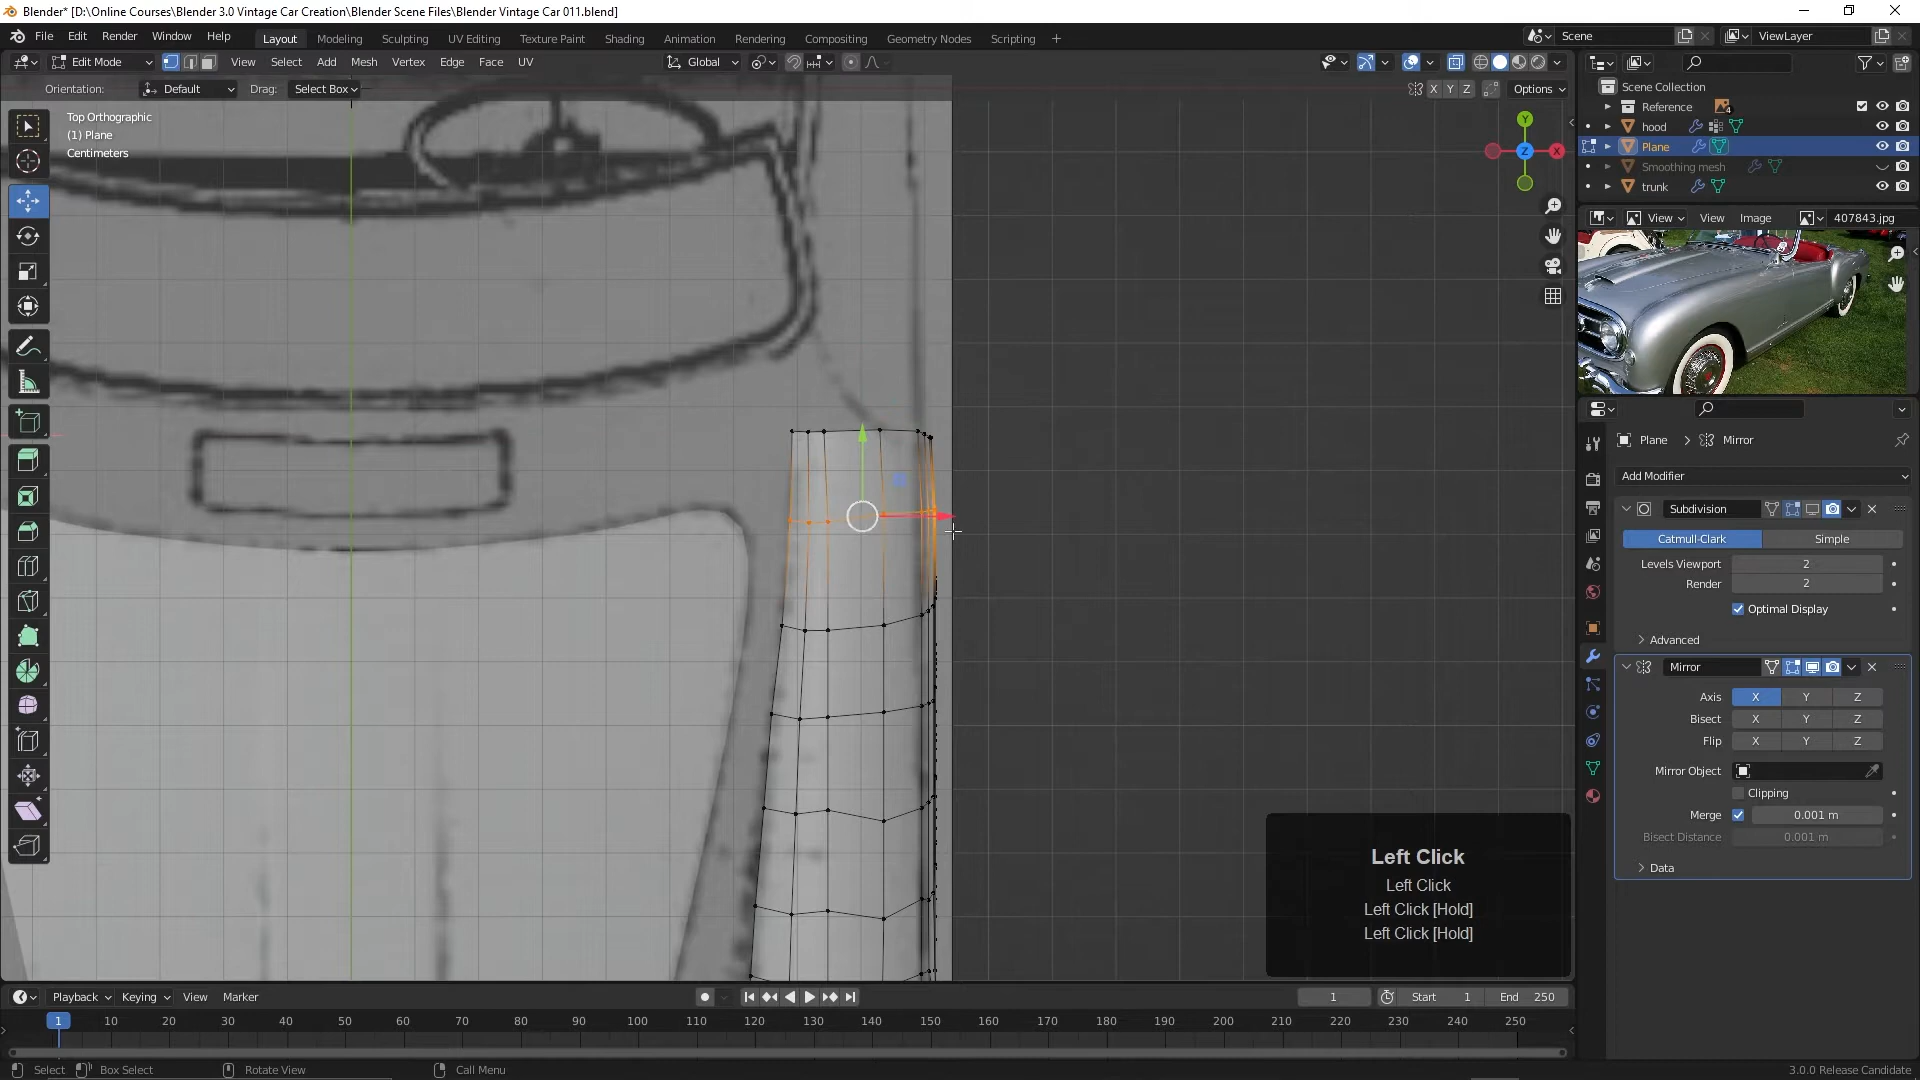 Blender* [D:\Online Courses\Blender 3.0 Vintage Car Creation\Blender Scene Files\Blender Vintage Car 011.blend]
File Edit Render Window Help Layout Modeling Sculpting UV Editing Texture Paint Shading Animation Rendering Compositing Geometry Nodes Scripting + Scene ViewLayer
Edit Mode View Select Add Mesh Vertex Edge Face UV Global
Orientation: Default Drag: Select Box X Y Z Options
Top Orthographic
(1) Plane
Centimeters
Y
Z
X
Scene Collection
Reference 4
hood
Plane
Smoothing mesh
trunk
View View Image 407843.jpg
Plane > Mirror
Add Modifier
Subdivision
Catmull-Clark Simple
Levels Viewport 2
Render 2
Optimal Display
Advanced
Mirror
Axis X Y Z
Bisect X Y Z
Flip X Y Z
Mirror Object
Clipping
Merge 0.001 m
Bisect Distance 0.001 m
Data
Left Click
Left Click
Left Click [Hold]
Left Click [Hold]
Playback Keying View Marker 1 Start 1 End 250
1 10 20 30 40 50 60 70 80 90 100 110 120 130 140 150 160 170 180 190 200 210 220 230 240 250
Select Box Select Rotate View Call Menu 3.0.0 Release Candidate